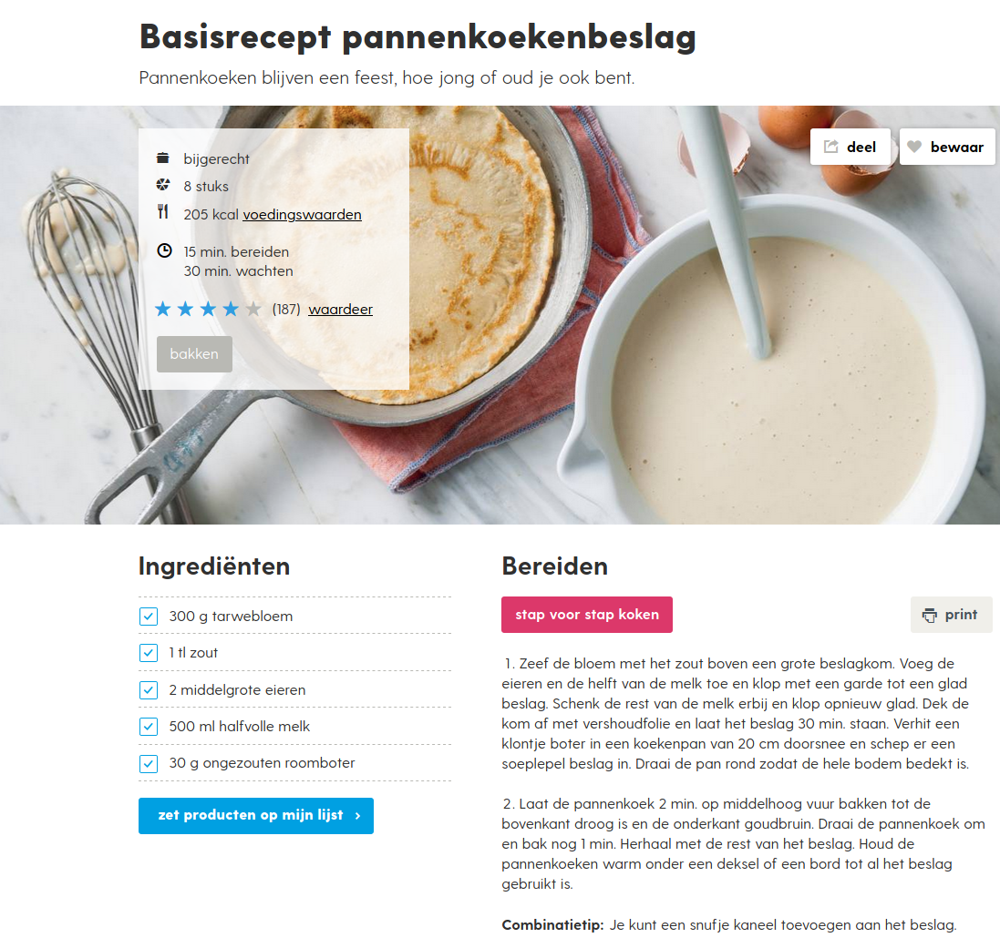 Basisrecept pannenkoekenbeslag
Pannenkoeken blijven een feest, hoe jong of oud je ook bent.
bijgerecht
8 stuks
205 kcal voedingswaarden
15 min. bereiden
30 min. wachten
(187) waardeer
bakken
deel
bewaar
Ingrediënten
300 g tarwebloem
1 tl zout
2 middelgrote eieren
500 ml halfvolle melk
30 g ongezouten roomboter
zet producten op mijn lijst
Bereiden
stap voor stap koken
print
1. Zeef de bloem met het zout boven een grote beslagkom. Voeg de
eieren en de helft van de melk toe en klop met een garde tot een glad
beslag. Schenk de rest van de melk erbij en klop opnieuw glad. Dek de
kom af met vershoudfolie en laat het beslag 30 min. staan. Verhit een
klontje boter in een koekenpan van 20 cm doorsnee en schep er een
soeplepel beslag in. Draai de pan rond zodat de hele bodem bedekt is.
2. Laat de pannenkoek 2 min. op middelhoog vuur bakken tot de
bovenkant droog is en de onderkant goudbruin. Draai de pannenkoek om
en bak nog 1 min. Herhaal met de rest van het beslag. Houd de
pannenkoeken warm onder een deksel of een bord tot al het beslag
gebruikt is.
Combinatietip: Je kunt een snufje kaneel toevoegen aan het beslag.